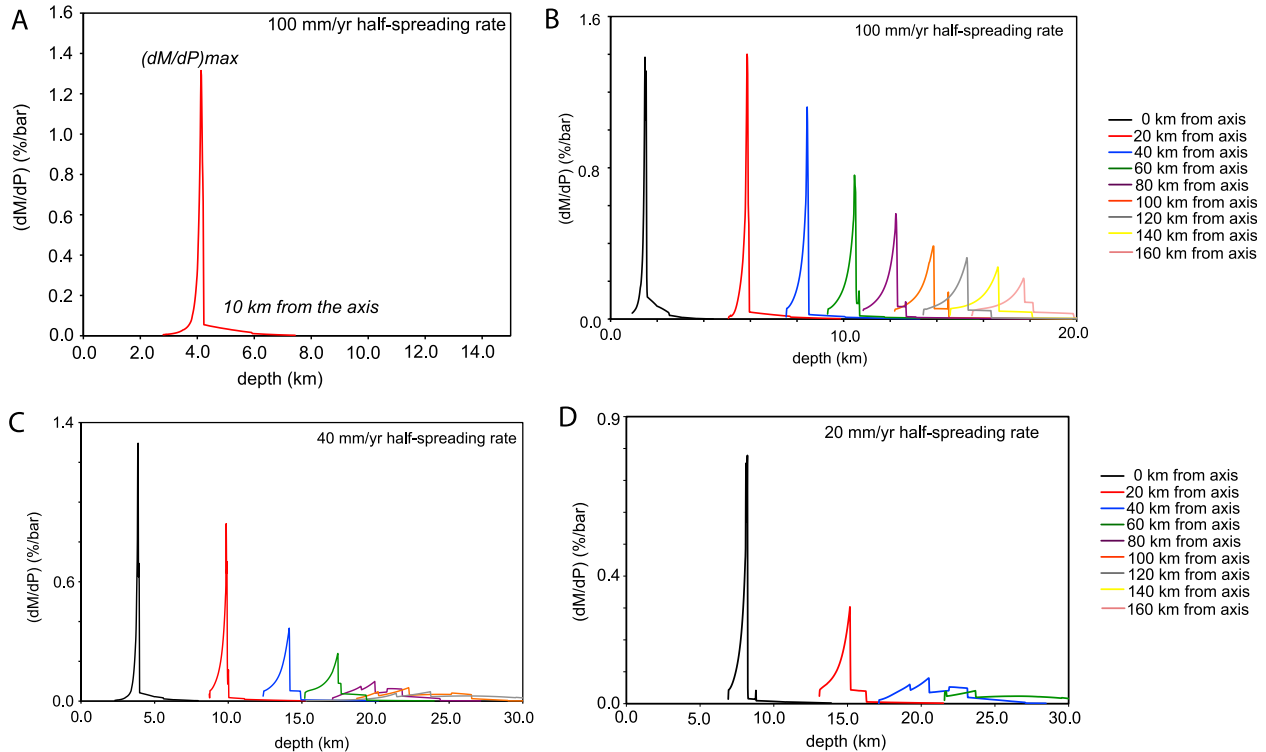 A
100 mm/yr half-spreading rate
(dM/dP)max
10 km from the axis
(dM/dP) (%/bar)
1.6
1.4
1.2
1.0
0.8
0.6
0.4
0.2
0.0
0.0 2.0 4.0 6.0 8.0 10.0 12.0 14.0
depth (km)
B
100 mm/yr half-spreading rate
(dM/dP) (%/bar)
1.6
0.8
0.0
0.0 10.0 20.0
depth (km)
0 km from axis
20 km from axis
40 km from axis
60 km from axis
80 km from axis
100 km from axis
120 km from axis
140 km from axis
160 km from axis
C
40 mm/yr half-spreading rate
(dM/dP) (%/bar)
1.4
0.6
0.0
0.0 5.0 10.0 15.0 20.0 25.0 30.0
depth (km)
D
20 mm/yr half-spreading rate
(dM/dP) (%/bar)
0.9
0.4
0.0
0.0 5.0 10.0 15.0 20.0 25.0 30.0
depth (km)
0 km from axis
20 km from axis
40 km from axis
60 km from axis
80 km from axis
100 km from axis
120 km from axis
140 km from axis
160 km from axis